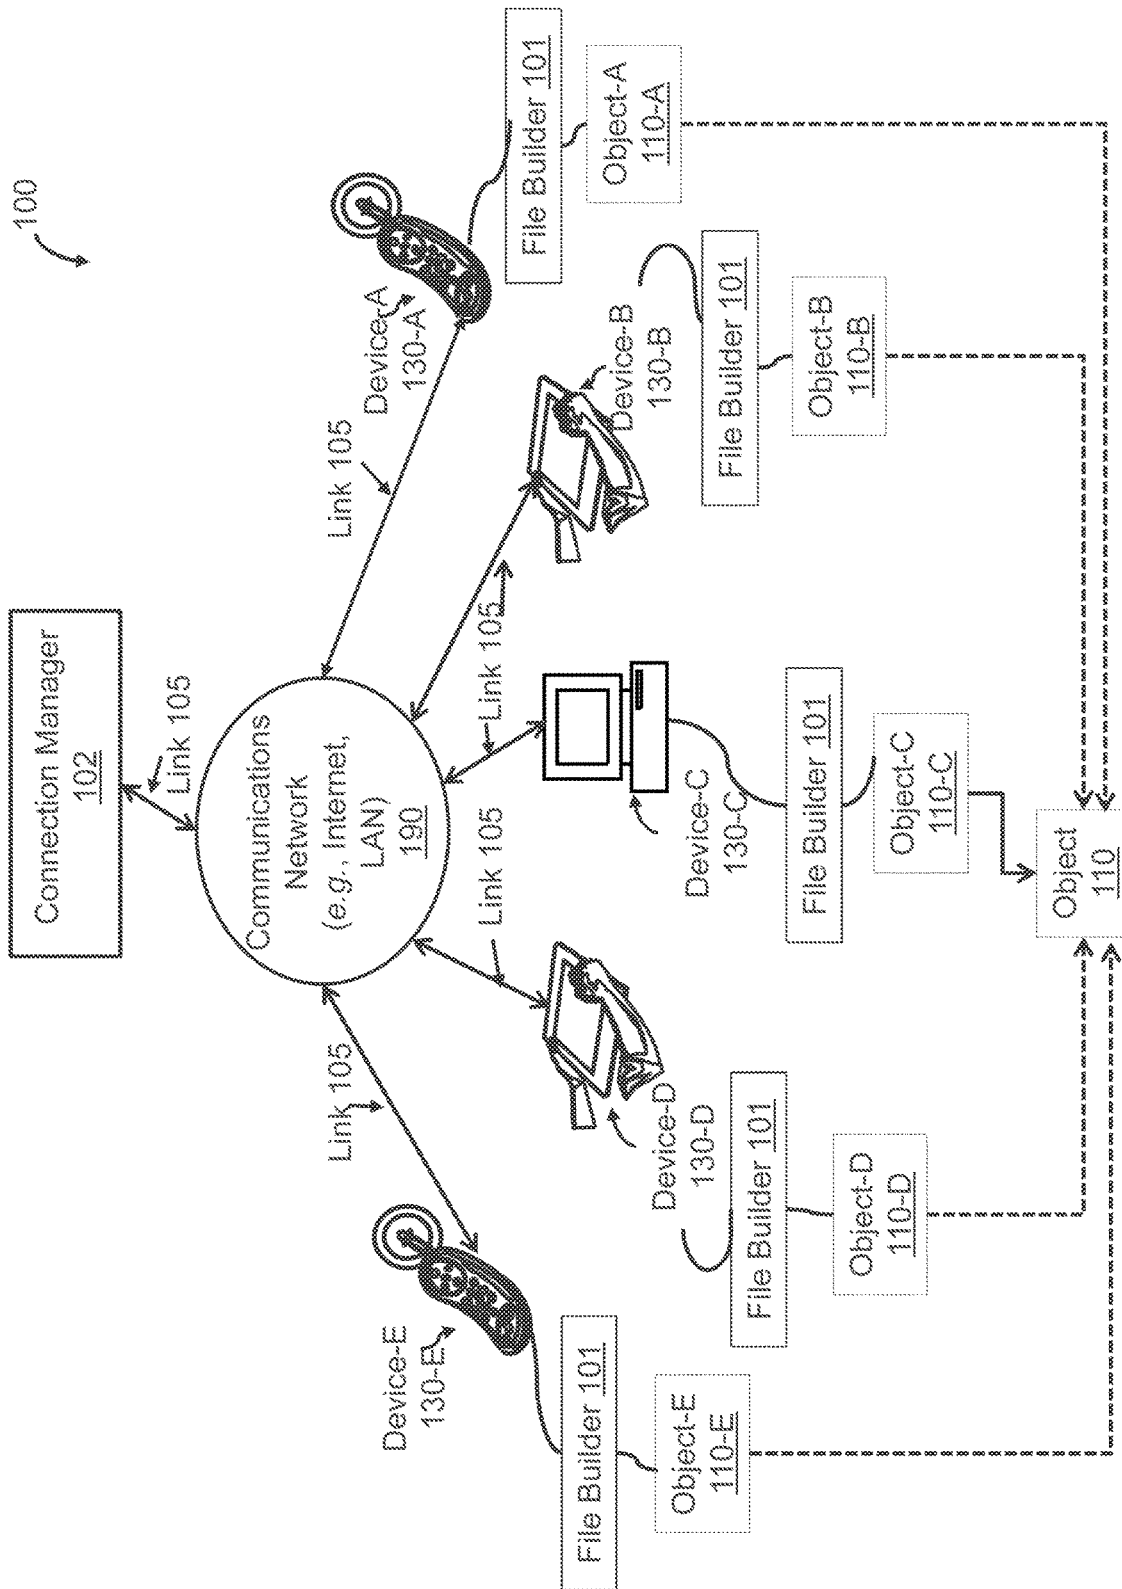 100
Connection Manager
102
Link 105
Communications
Network
(e.g., Internet,
LAN)
190
Link 105
Link 105
Link 105
Link 105
Link 105
Device-E
130-E
Device-D
130-D
Device-C
130-C
Device-B
130-B
Device-A
130-A
File Builder 101
File Builder 101
File Builder 101
File Builder 101
File Builder 101
Object-E
110-E
Object-D
110-D
Object-C
110-C
Object-B
110-B
Object-A
110-A
Object
110